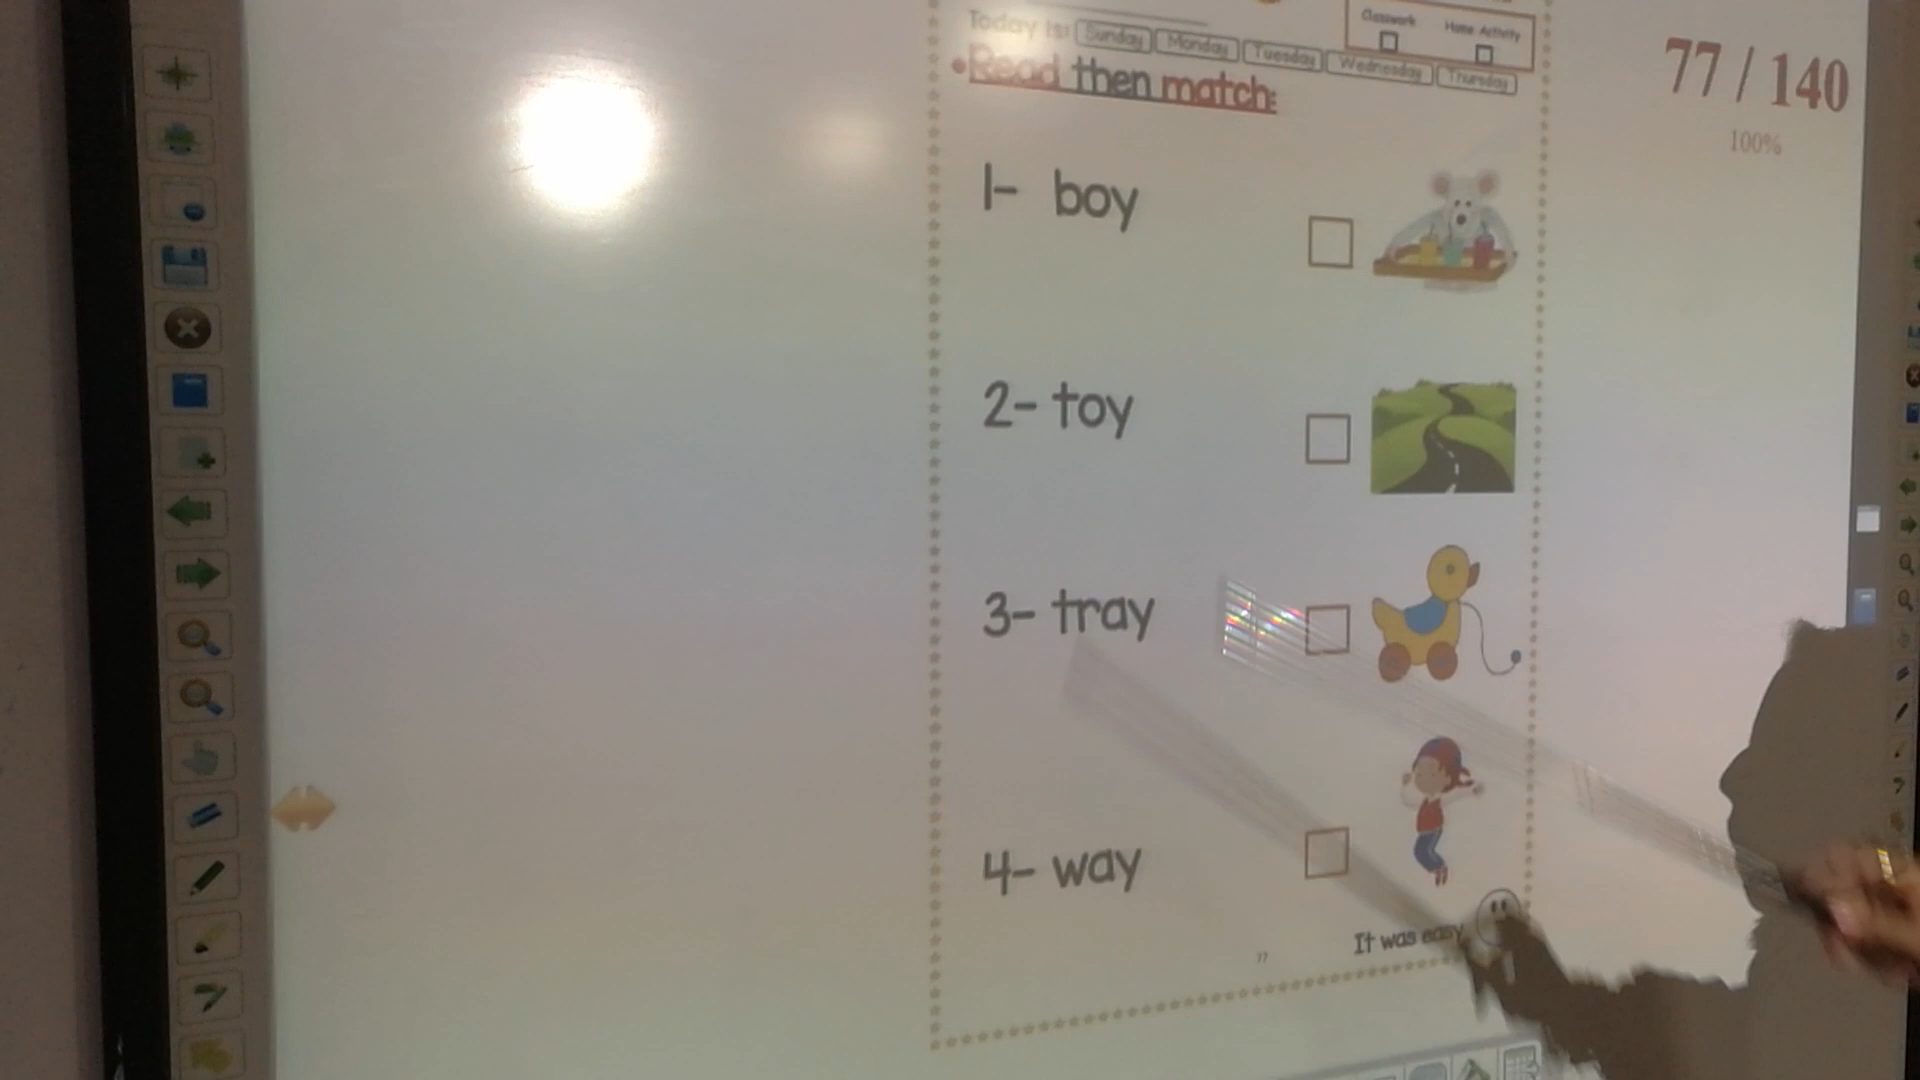 Today is: Sunday Monday Tuesday Wednesday Thursday
Classwork Home Activity
•Read then match:
1- boy
2- toy
3- tray
4- way
It was easy
77
77 / 140
100%